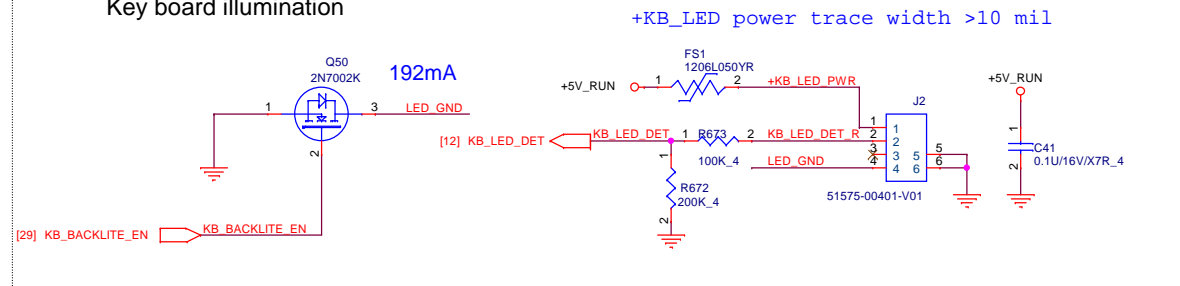 Key board illumination
+KB_LED power trace width >10 mil
Q50
2N7002K
192mA
1
3
LED_GND
2
[29] KB_BACKLITE_EN
KB_BACKLITE_EN
FS1
1206L050YR
+5V_RUN
1
2
+KB_LED_PWR
[12] KB_LED_DET
KB_LED_DET
1
R673
2
KB_LED_DET_R
100K_4
LED_GND
1
R672
200K_4
2
J2
1
2
3
4
1
2
3
4
5
6
5
6
51575-00401-V01
+5V_RUN
1
C41
0.1U/16V/X7R_4
2